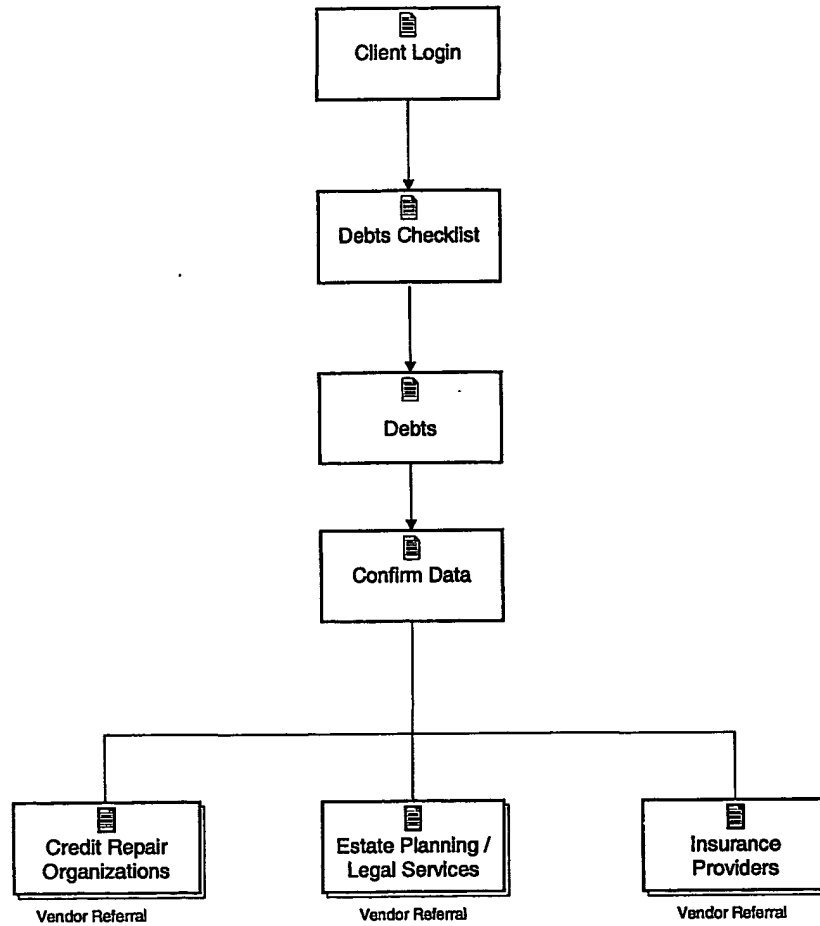 Client Login
Debts Checklist
Debts
Confirm Data
Credit Repair
Organizations
Vendor Referral
Estate Planning /
Legal Services
Vendor Referral
Insurance
Providers
Vendor Referral